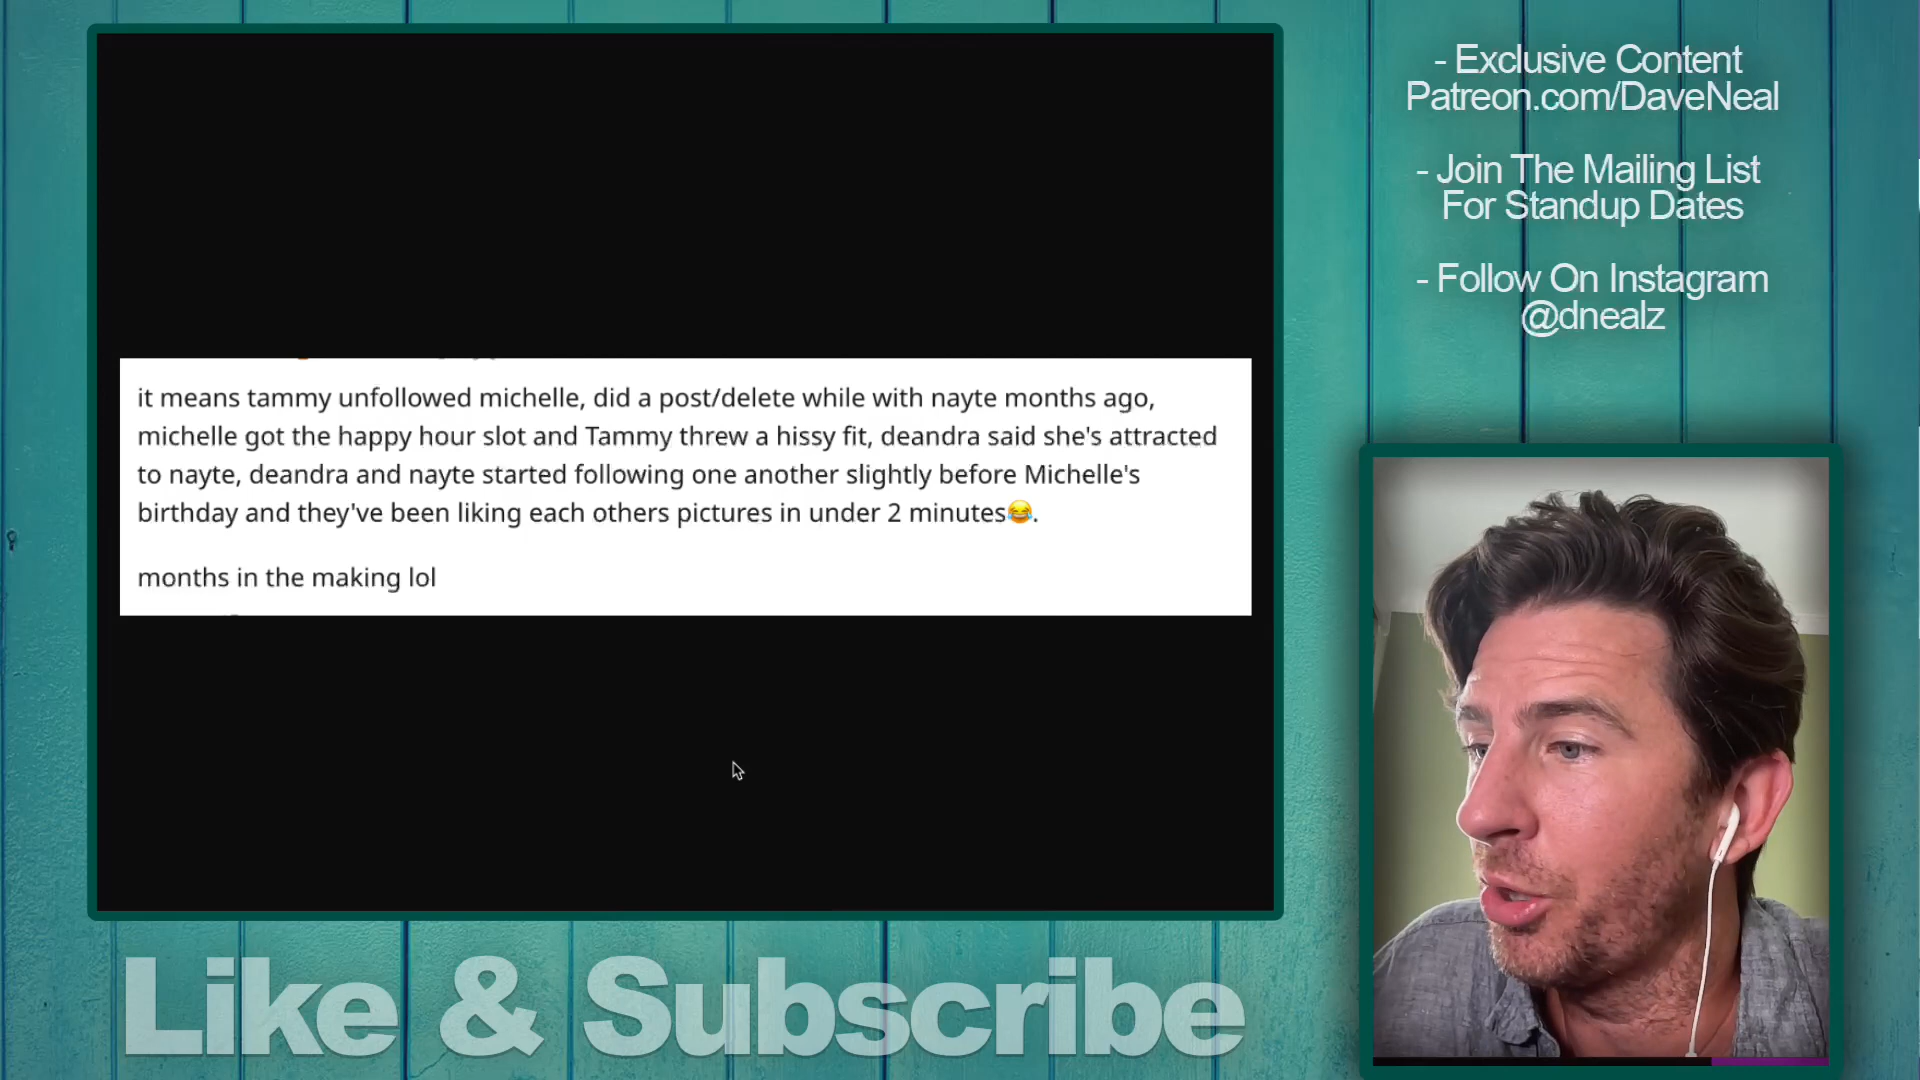 it means tammy unfollowed michelle, did a post/delete while with nayte months ago,
michelle got the happy hour slot and Tammy threw a hissy fit, deandra said she's attracted
to nayte, deandra and nayte started following one another slightly before Michelle's
birthday and they've been liking each others pictures in under 2 minutes😂.
months in the making lol
- Exclusive Content
Patreon.com/DaveNeal
- Join The Mailing List
For Standup Dates
- Follow On Instagram
@dnealz
Like & Subscribe